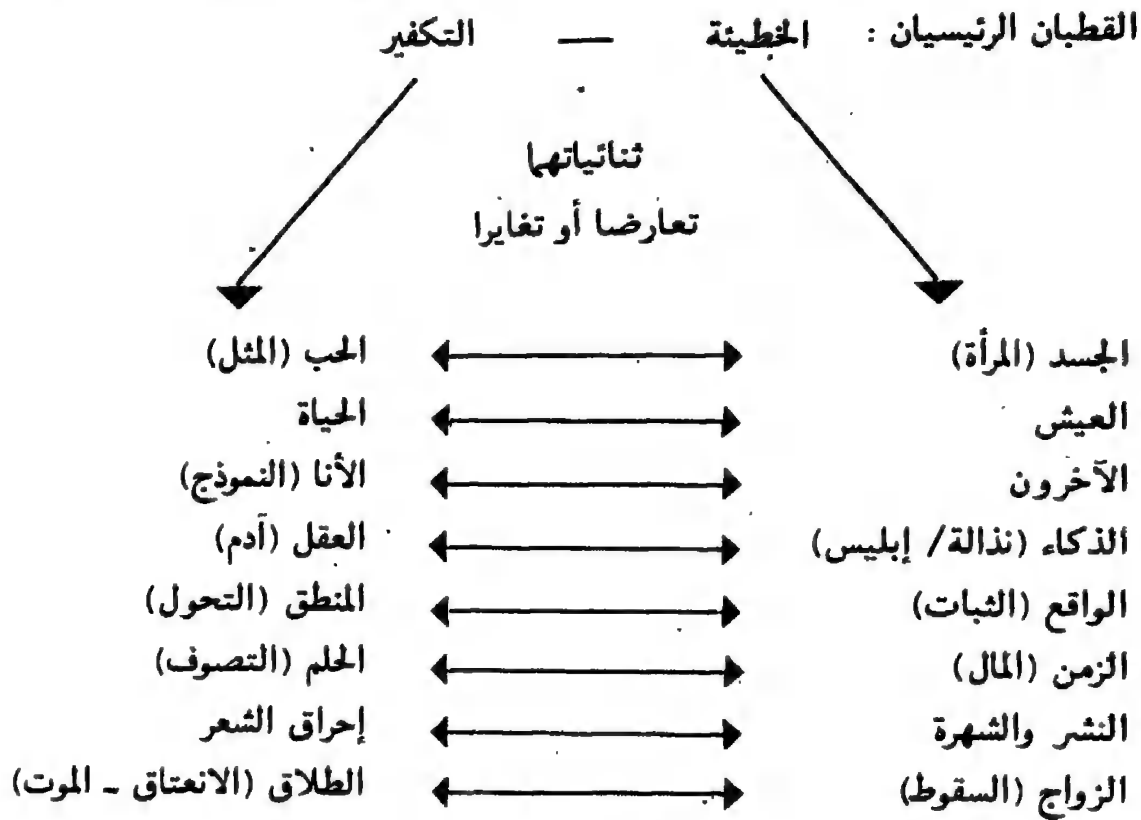 القطبان الرئيسيان : الخطيئة — التكفير
ثنائياتهما
تعارضا أو تغايرا
الجسد (المرأة) الحب (المثل)
العيش الحياة
الآخرون الأنا (النموذج)
الذكاء (نذالة/ إبليس) العقل (آدم)
الواقع (الثبات) المنطق (التحول)
الزمن (المال) الحلم (التصوف)
النشر والشهرة إحراق الشعر
الزواج (السقوط) الطلاق (الانعتاق - الموت)